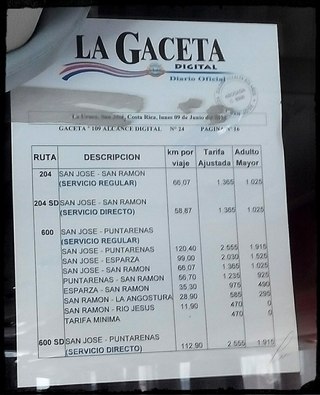 LA GACETA
DIGITAL
Diario Oficial
La Uruca, San José, Costa Rica, lunes 09 de Junio del
GACETA N° 109 ALCANCE DIGITAL N° 24 PAGINA N° 16
RUTA DESCRIPCION km por viaje Tarifa Ajustada Adulto Mayor
204 SAN JOSE - SAN RAMON
(SERVICIO REGULAR) 66,07 1.365 1.025
204 SD SAN JOSE - SAN RAMON
(SERVICIO DIRECTO) 58,87 1.365 1.025
600 SAN JOSE - PUNTARENAS
(SERVICIO REGULAR)
SAN JOSE - PUNTARENAS 120,40 2.555 1.915
SAN JOSE - ESPARZA 99,00 2.030 1.525
SAN JOSE - SAN RAMON 66,07 1.365 1.025
PUNTARENAS - SAN RAMON 56,70 1.235 925
ESPARZA - SAN RAMON 35,30 975 490
SAN RAMON - LA ANGOSTURA 28,90 585 295
SAN RAMON - RIO JESUS 11,90 470 0
TARIFA MINIMA 470 0
600 SD SAN JOSE - PUNTARENAS
(SERVICIO DIRECTO) 112,90 2.555 1.915